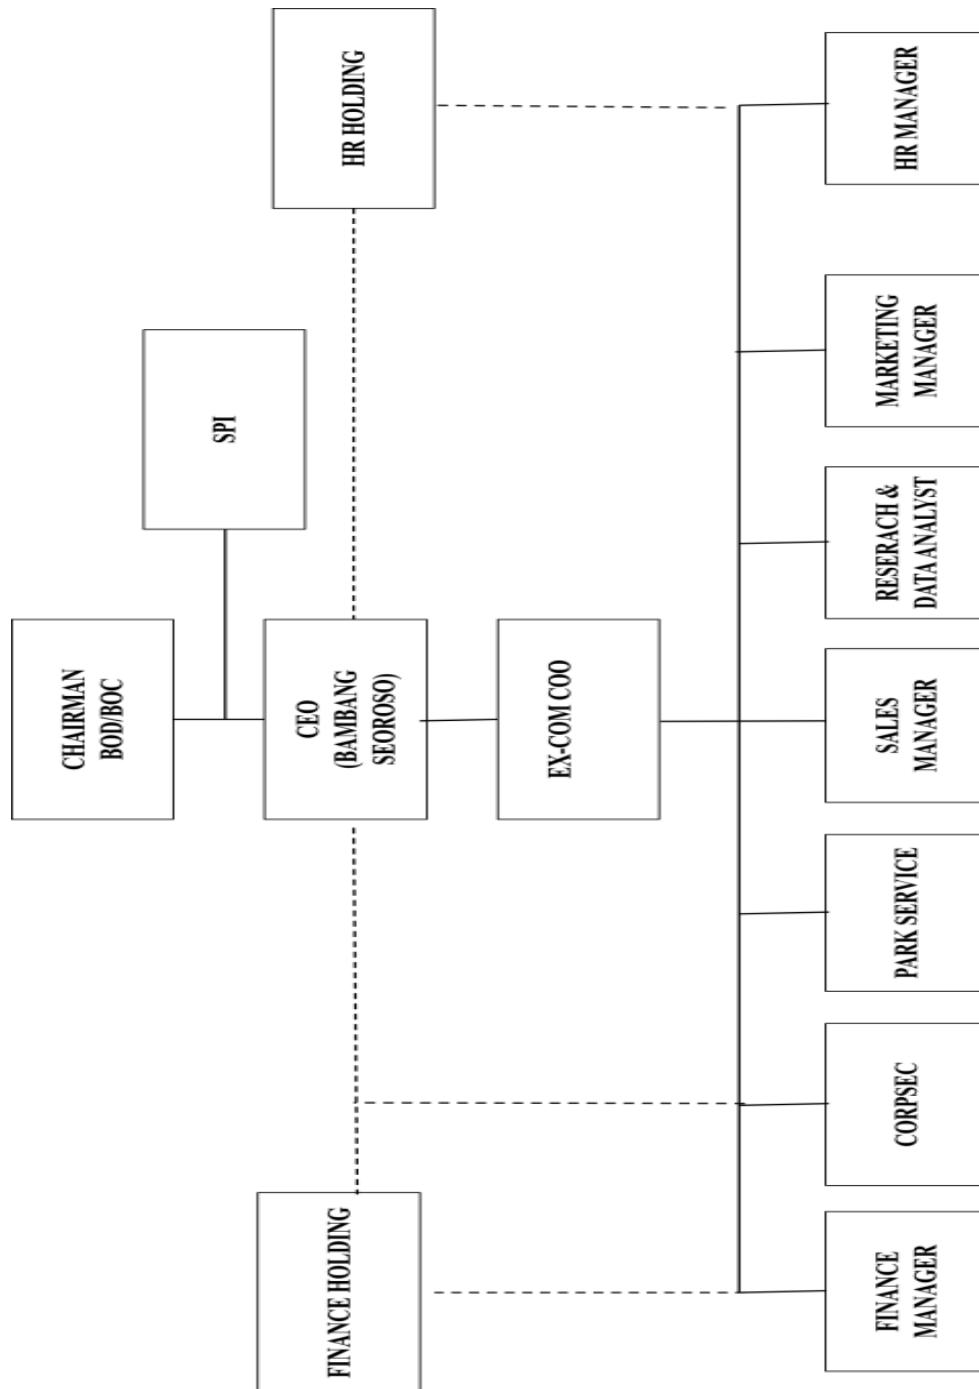 CHAIRMAN
BOD/BOC
SPI
FINANCE HOLDING
CEO
(BAMBANG
SEOROSO)
HR HOLDING
EX-COM COO
FINANCE
MANAGER
CORPSEC
PARK SERVICE
SALES
MANAGER
RESERACH &
DATA ANALYST
MARKETING
MANAGER
HR MANAGER